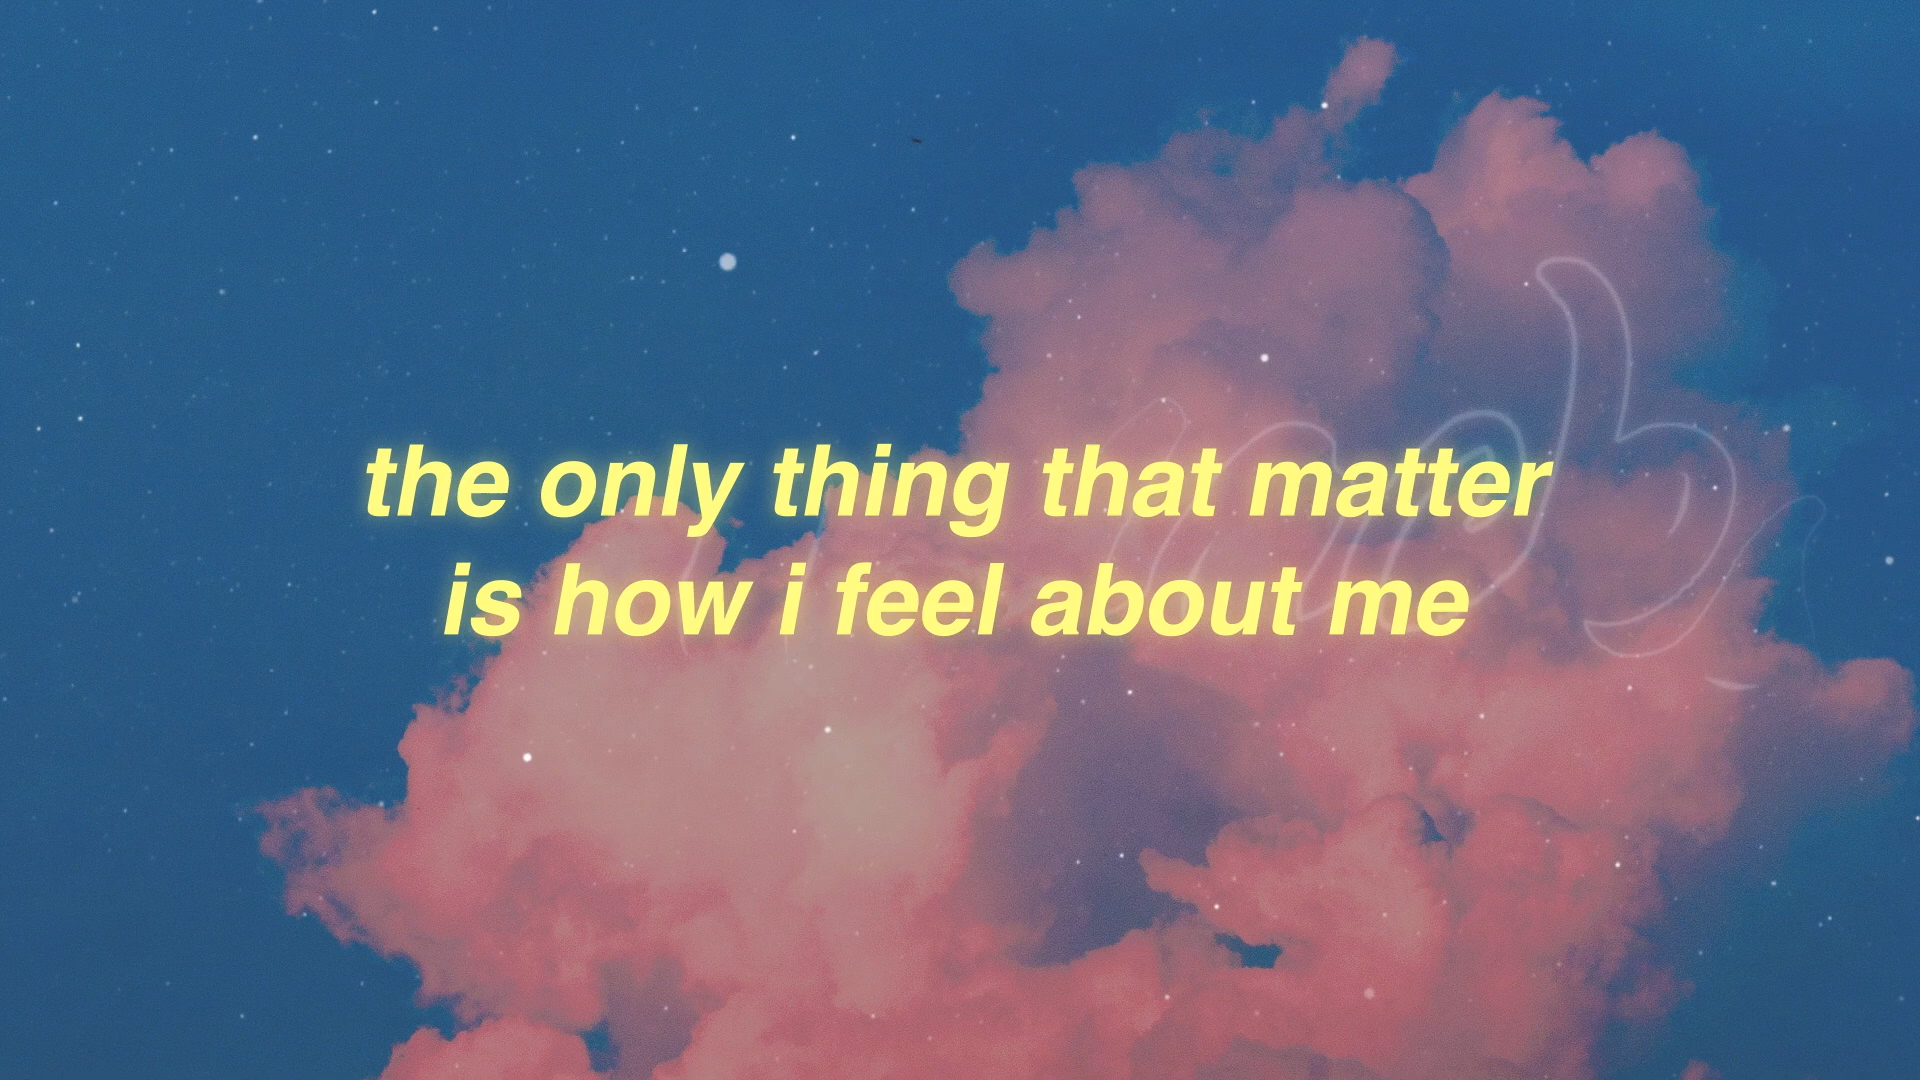 the only thing that matter
is how i feel about me